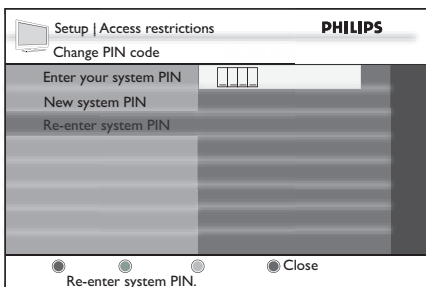 Setup | Access restrictions PHILIPS
Change PIN code
Enter your system PIN
New system PIN
Re-enter system PIN
Close
Re-enter system PIN.